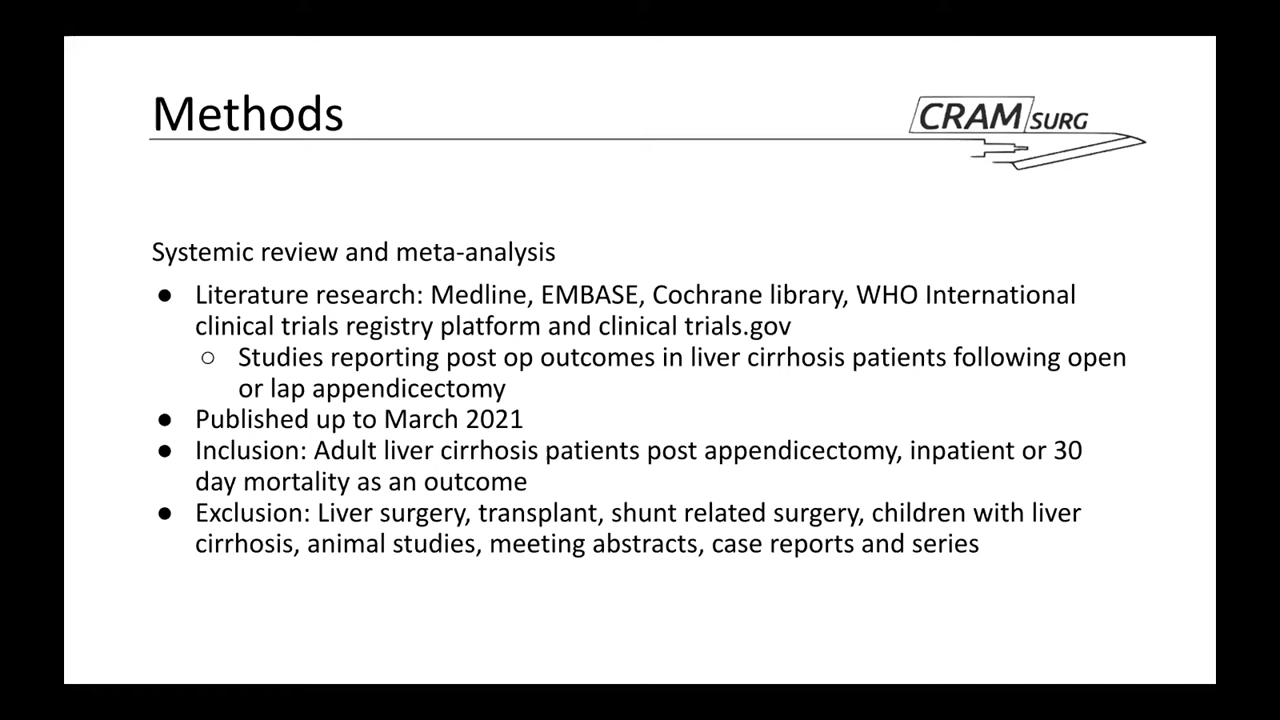 Methods
CRAM SURG
Systemic review and meta-analysis
● Literature research: Medline, EMBASE, Cochrane library, WHO International
clinical trials registry platform and clinical trials.gov
○ Studies reporting post op outcomes in liver cirrhosis patients following open
or lap appendicectomy
● Published up to March 2021
● Inclusion: Adult liver cirrhosis patients post appendicectomy, inpatient or 30
day mortality as an outcome
● Exclusion: Liver surgery, transplant, shunt related surgery, children with liver
cirrhosis, animal studies, meeting abstracts, case reports and series